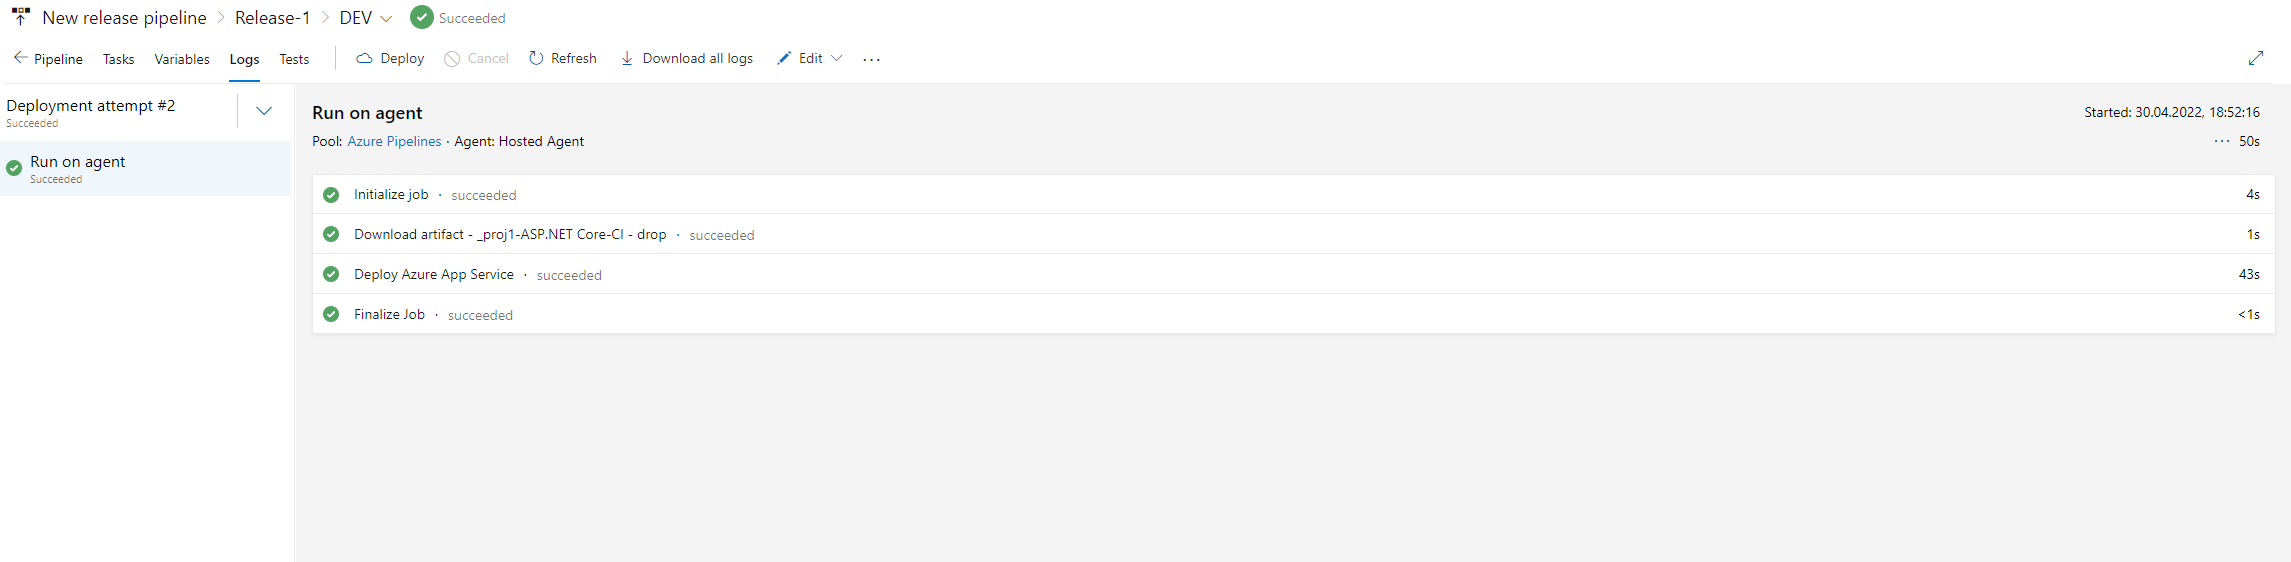 New release pipeline > Release-1 > DEV Succeeded
Pipeline Tasks Variables Logs Tests Deploy Cancel Refresh Download all logs Edit ...
Deployment attempt #2
Succeeded
Run on agent
Succeeded
Run on agent
Started: 30.04.2022, 18:52:16
Pool: Azure Pipelines · Agent: Hosted Agent
... 50s
Initialize job · succeeded 4s
Download artifact - _proj1-ASP.NET Core-CI - drop · succeeded 1s
Deploy Azure App Service · succeeded 43s
Finalize Job · succeeded <1s